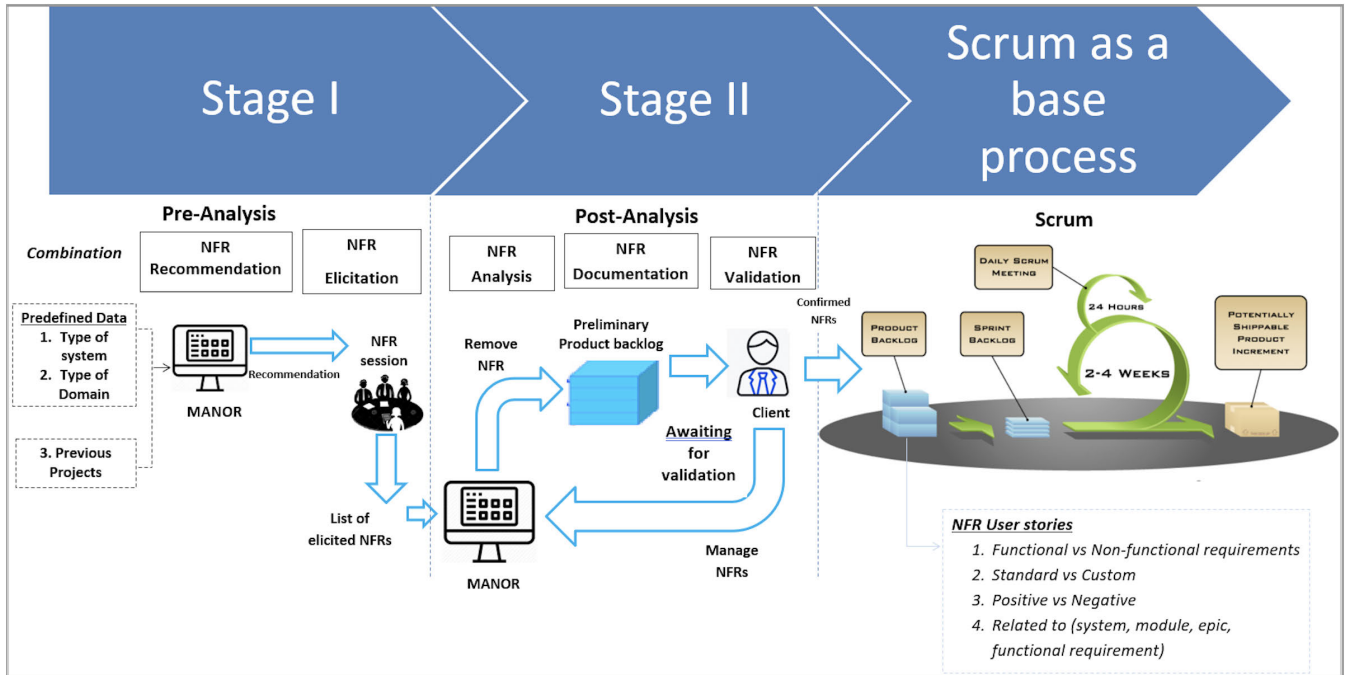 Stage I
Stage II
Scrum as a
base
process
Pre-Analysis
Post-Analysis
Scrum
Combination
NFR
Recommendation
NFR
Elicitation
NFR
Analysis
NFR
Documentation
NFR
Validation
Predefined Data
1. Type of
system
2. Type of
Domain
3. Previous
Projects
MANOR
Recommendation
NFR
session
List of
elicited NFRs
Remove
NFR
MANOR
Preliminary
Product backlog
Client
Awaiting
for
validation
Manage
NFRs
Confirmed
NFRs
DAILY SCRUM
MEETING
24 HOURS
PRODUCT
BACKLOG
SPRINT
BACKLOG
2-4 WEEKS
POTENTIALLY
SHIPPABLE
PRODUCT
INCREMENT
NFR User stories
1. Functional vs Non-functional requirements
2. Standard vs Custom
3. Positive vs Negative
4. Related to (system, module, epic,
functional requirement)